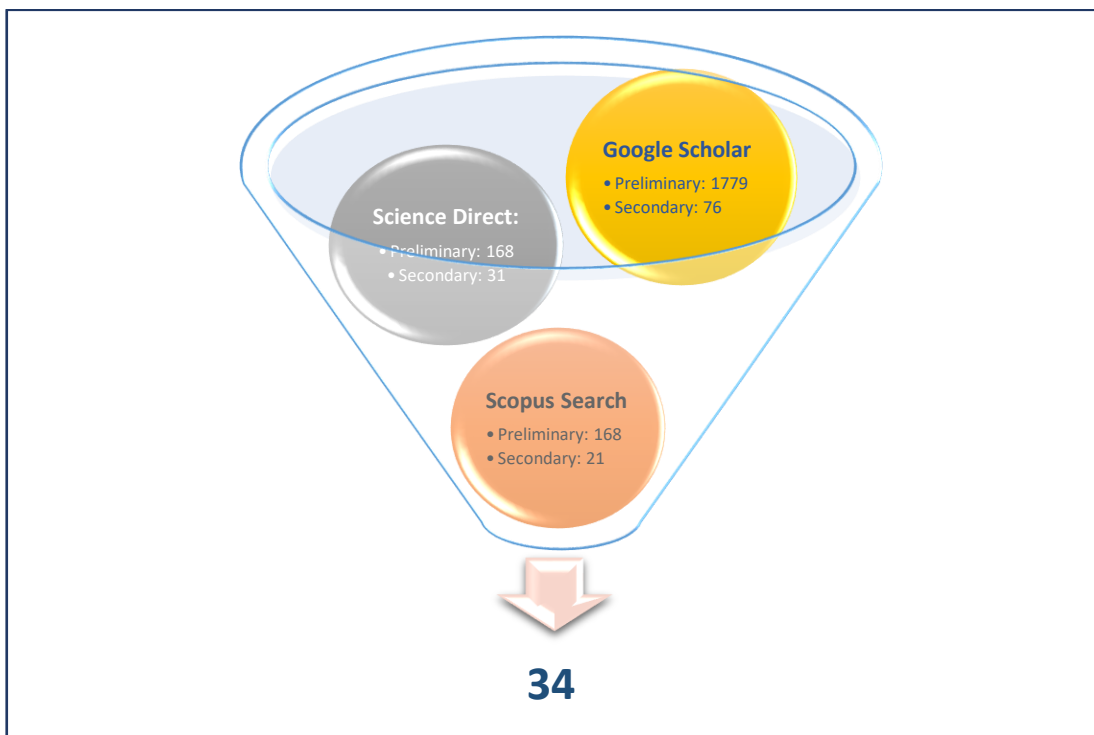 Google Scholar
• Preliminary: 1779
• Secondary: 76
Science Direct:
• Preliminary: 168
• Secondary: 31
Scopus Search
• Preliminary: 168
• Secondary: 21
34